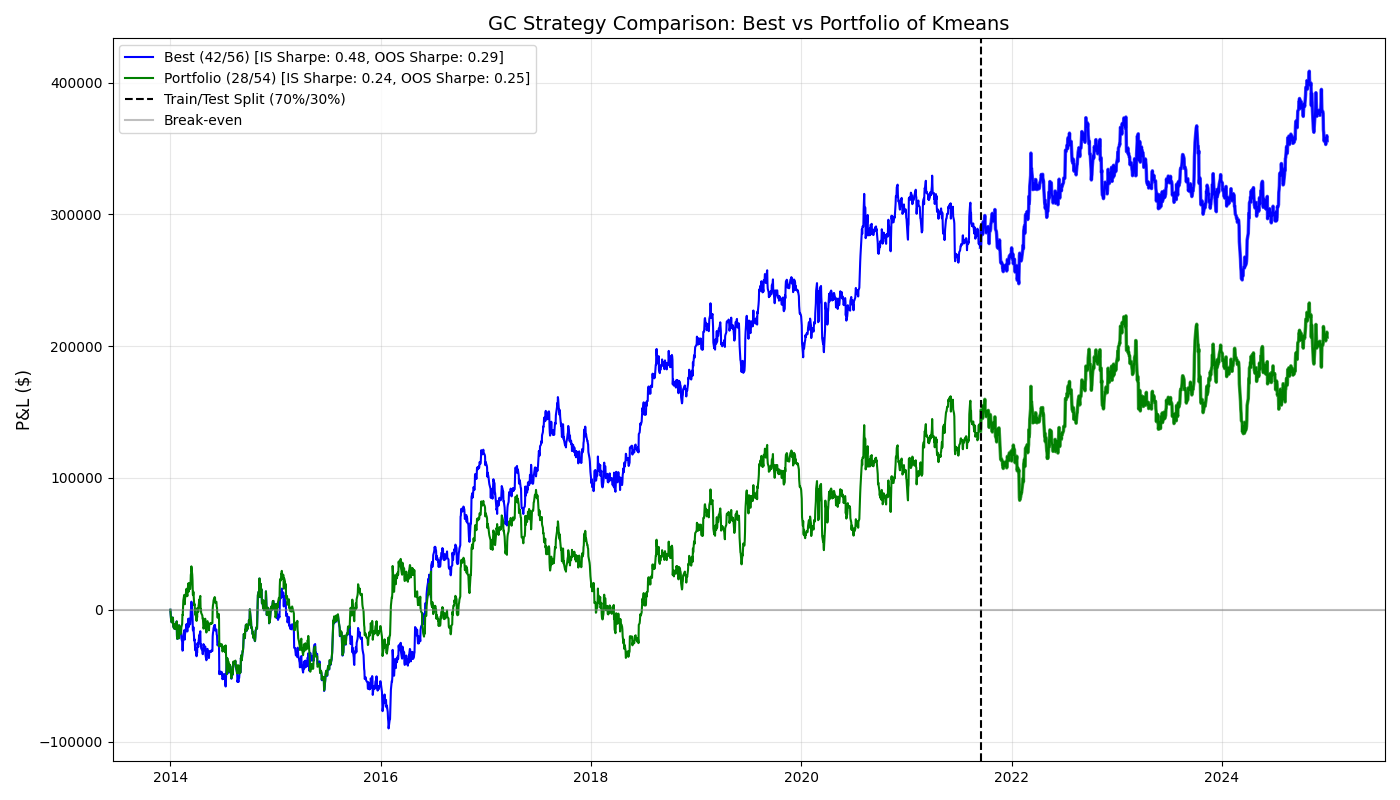 GC Strategy Comparison: Best vs Portfolio of Kmeans
Best (42/56) [IS Sharpe: 0.48, OOS Sharpe: 0.29]
Portfolio (28/54) [IS Sharpe: 0.24, OOS Sharpe: 0.25]
Train/Test Split (70%/30%)
Break-even
P&L ($)
400000
300000
200000
100000
0
−100000
2014
2016
2018
2020
2022
2024